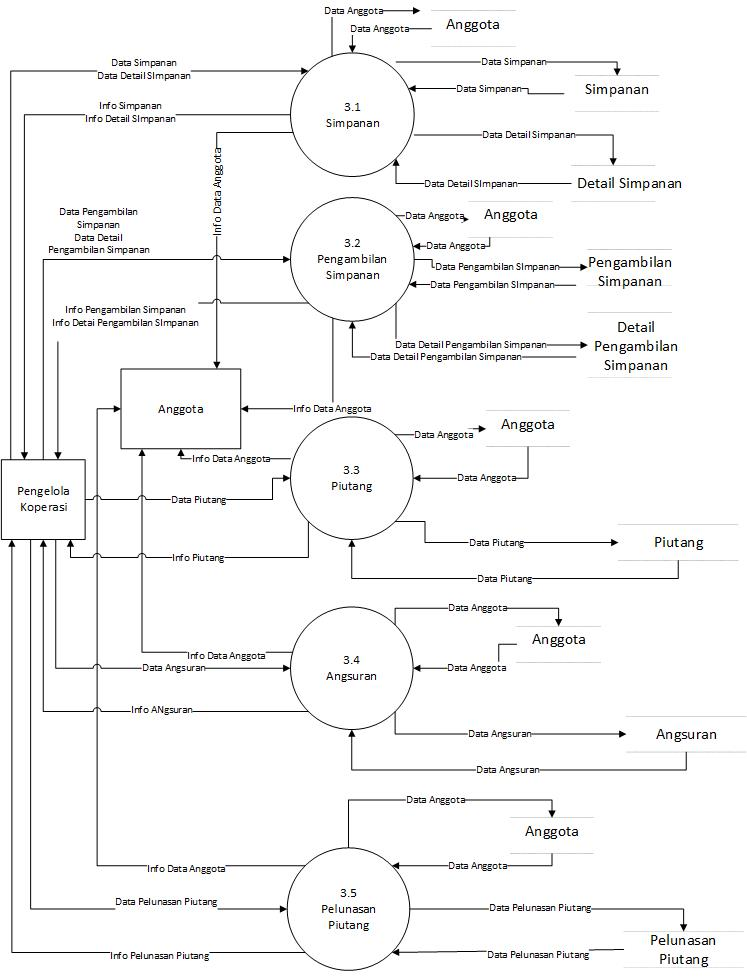 Data Anggota
Data Anggota
Anggota
Data Simpanan
Data Detail SImpanan
Data Simpanan
Data Simpanan
Simpanan
Info Simpanan
Info Detail SImpanan
3.1
Simpanan
Data Detail Simpanan
Data Detail SImpanan
Detail Simpanan
Info Data Anggota
Data Pengambilan
Simpanan
Data Detail
Pengambilan Simpanan
3.2
Pengambilan
Simpanan
Data Anggota
Anggota
Data Anggota
Data Pengambilan SImpanan
Data Pengambilan SImpanan
Pengambilan
Simpanan
Info Pengambilan Simpanan
Info Detai Pengambilan SImpanan
Data Detail Pengambilan Simpanan
Data Detail Pengambilan Simpanan
Detail
Pengambilan
Simpanan
Anggota
Info Data Anggota
Info Data Anggota
3.3
Piutang
Data Anggota
Anggota
Data Anggota
Pengelola
Koperasi
Data Piutang
Info Piutang
Data Piutang
Piutang
Data Piutang
Info Data Anggota
Data Angsuran
Info ANgsuran
3.4
Angsuran
Data Anggota
Anggota
Data Anggota
Data Angsuran
Angsuran
Data Angsuran
Data Anggota
Anggota
Data Anggota
Info Data Anggota
Data Pelunasan Piutang
Info Pelunasan Piutang
3.5
Pelunasan
Piutang
Data Pelunasan Piutang
Data Pelunasan Piutang
Pelunasan
Piutang